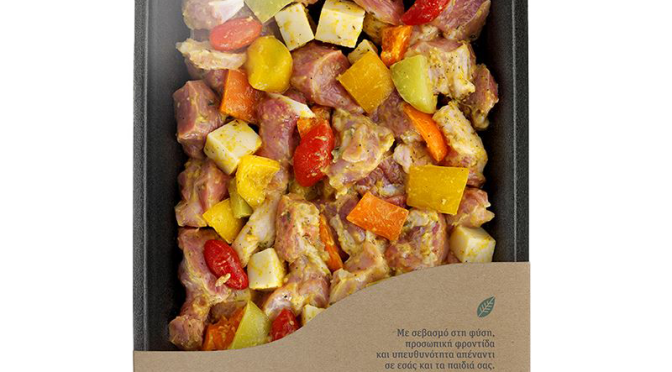 Με σεβασμό στη φύση,
προσωπική φροντίδα
και υπευθυνότητα απέναντι
σε εσάς και τα παιδιά σας.